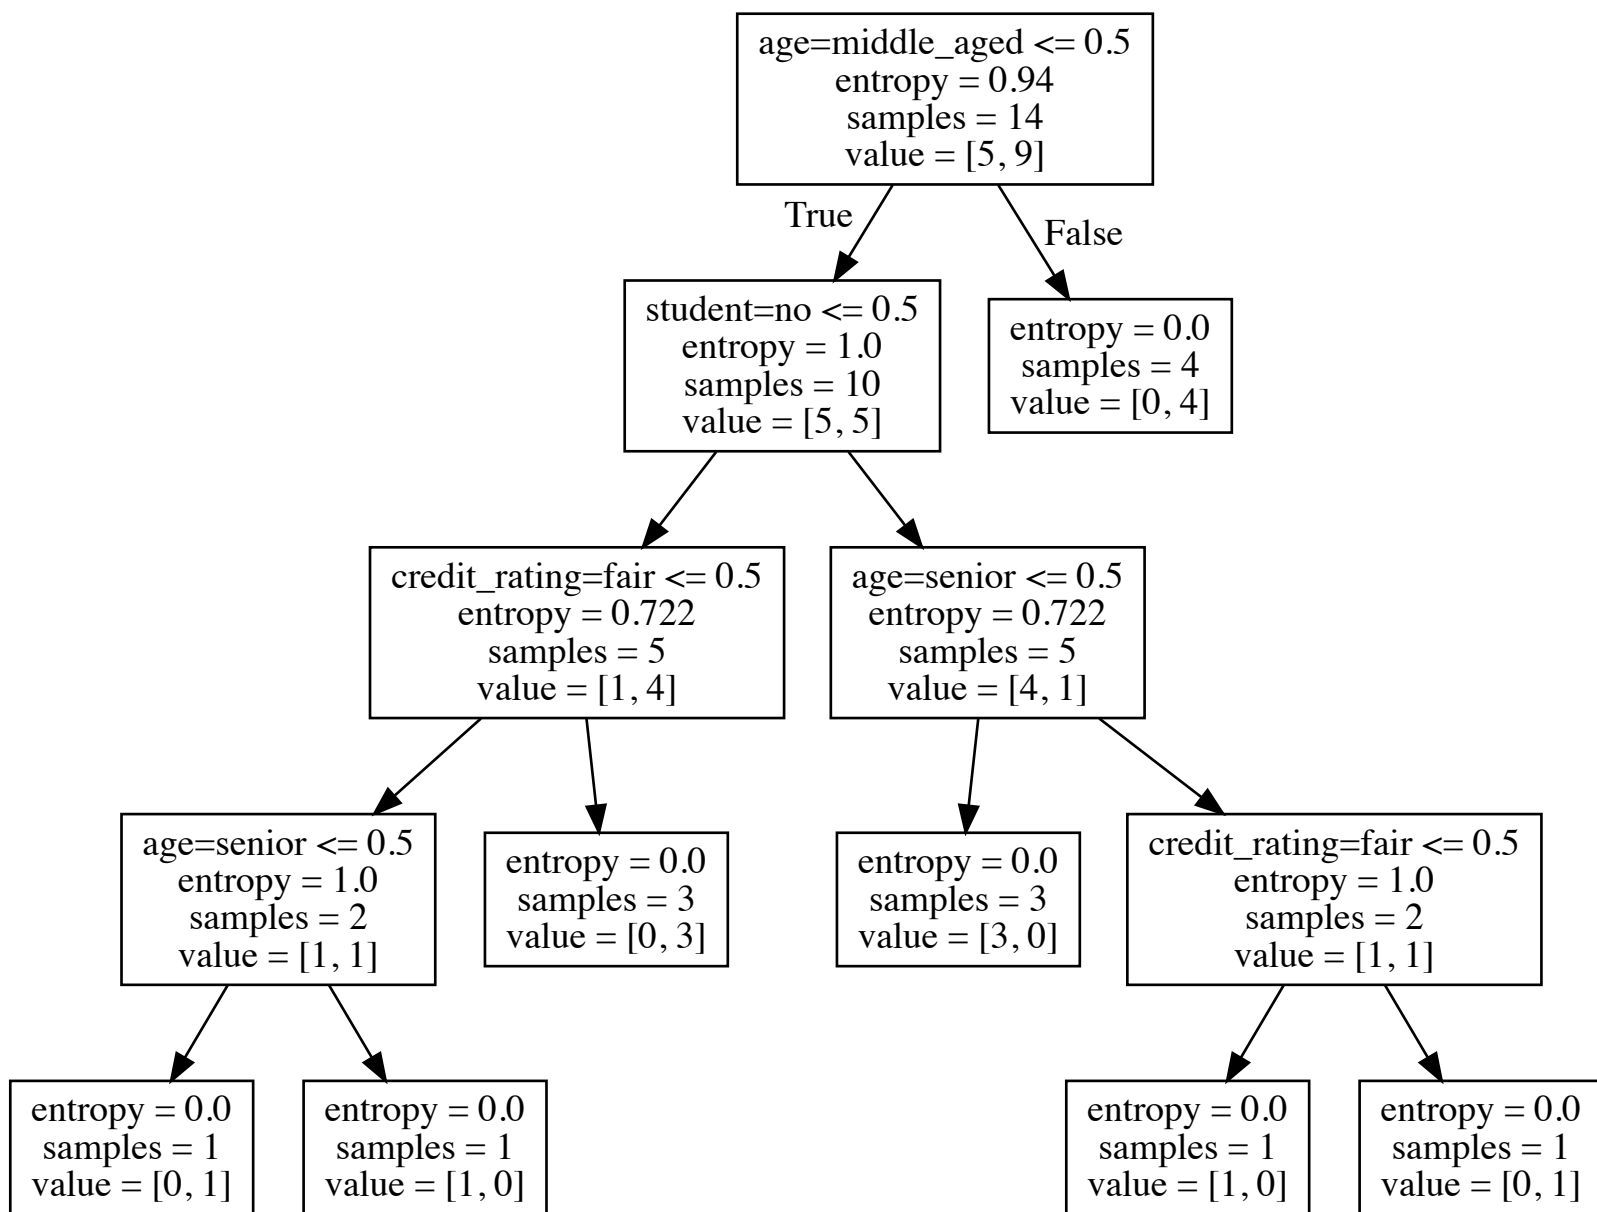 age=middle_aged <= 0.5
entropy = 0.94
samples = 14
value = [5, 9]
True
False
student=no <= 0.5
entropy = 1.0
samples = 10
value = [5, 5]
entropy = 0.0
samples = 4
value = [0, 4]
credit_rating=fair <= 0.5
entropy = 0.722
samples = 5
value = [1, 4]
age=senior <= 0.5
entropy = 0.722
samples = 5
value = [4, 1]
age=senior <= 0.5
entropy = 1.0
samples = 2
value = [1, 1]
entropy = 0.0
samples = 3
value = [0, 3]
entropy = 0.0
samples = 3
value = [3, 0]
credit_rating=fair <= 0.5
entropy = 1.0
samples = 2
value = [1, 1]
entropy = 0.0
samples = 1
value = [0, 1]
entropy = 0.0
samples = 1
value = [1, 0]
entropy = 0.0
samples = 1
value = [1, 0]
entropy = 0.0
samples = 1
value = [0, 1]